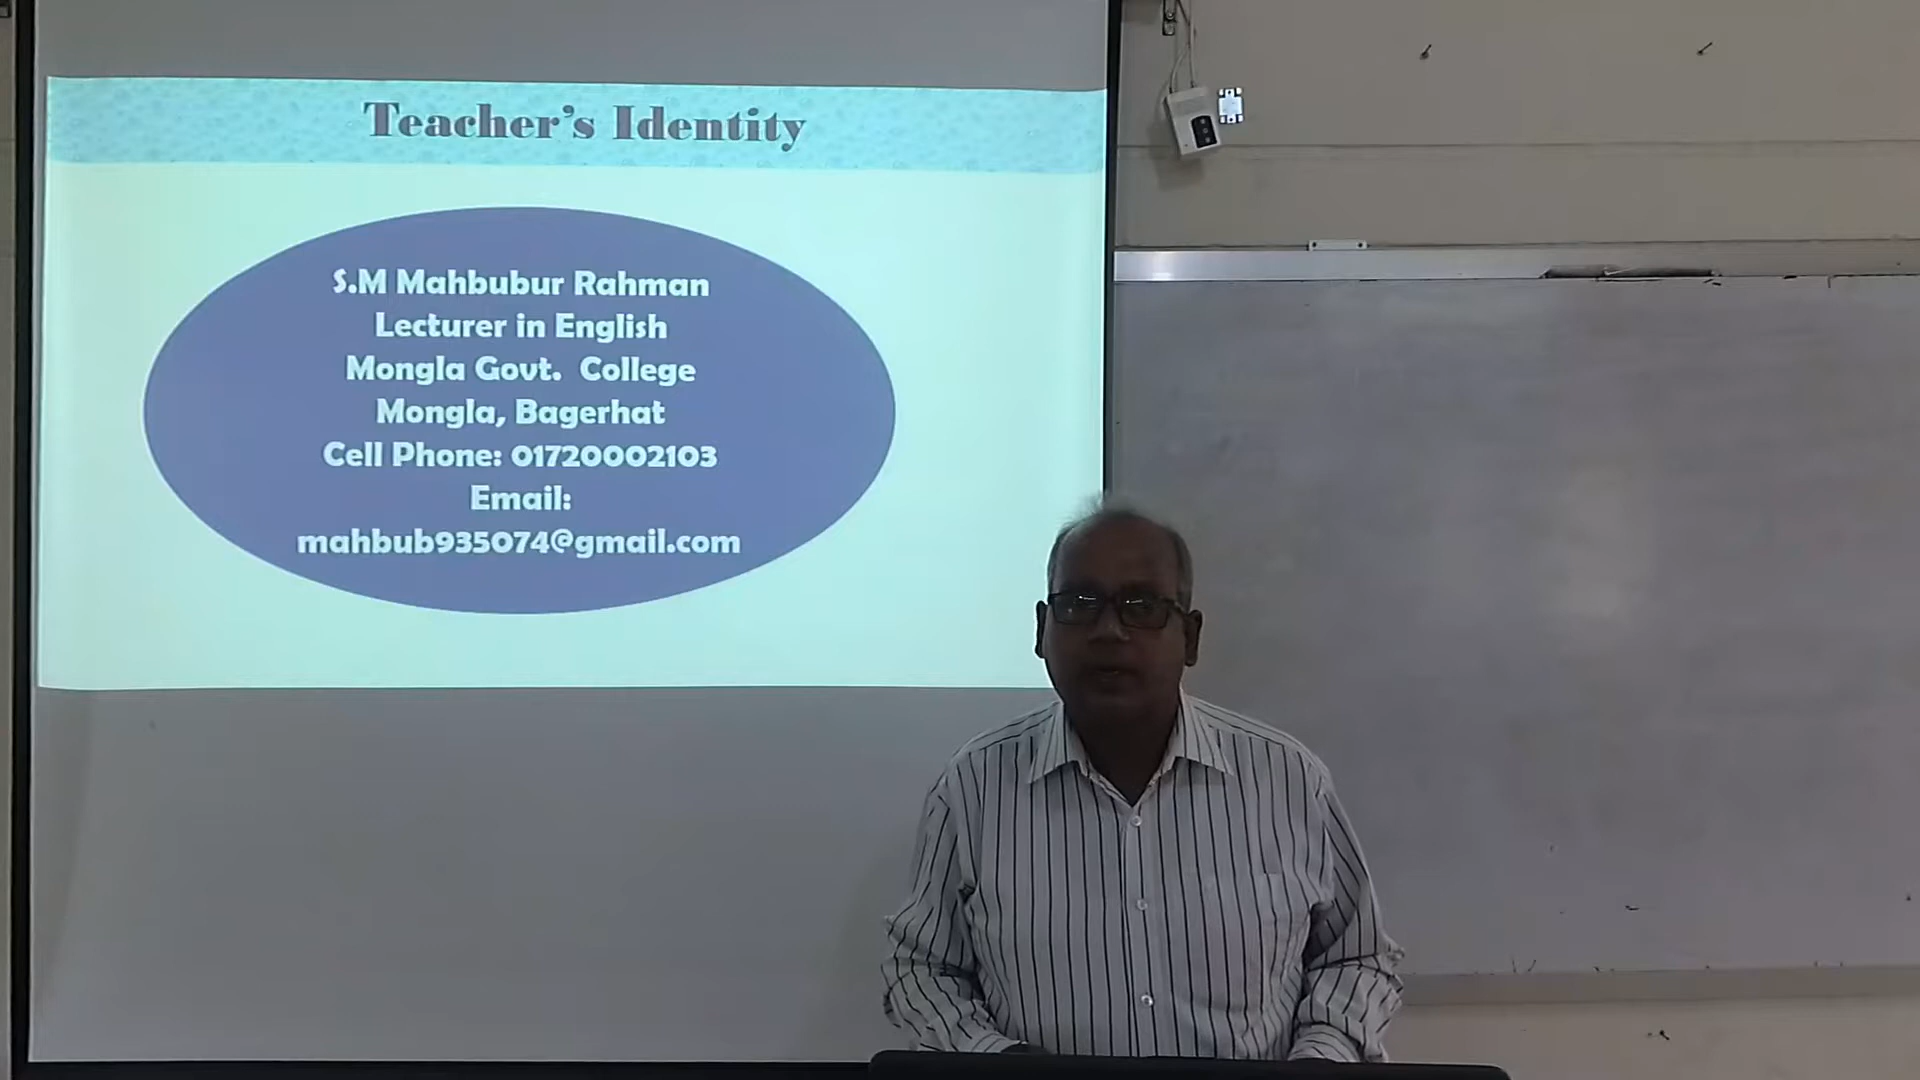 Teacher's Identity
S.M Mahbubur Rahman
Lecturer in English
Mongla Govt. College
Mongla, Bagerhat
Cell Phone: 01720002103
Email:
mahbub935074@gmail.com